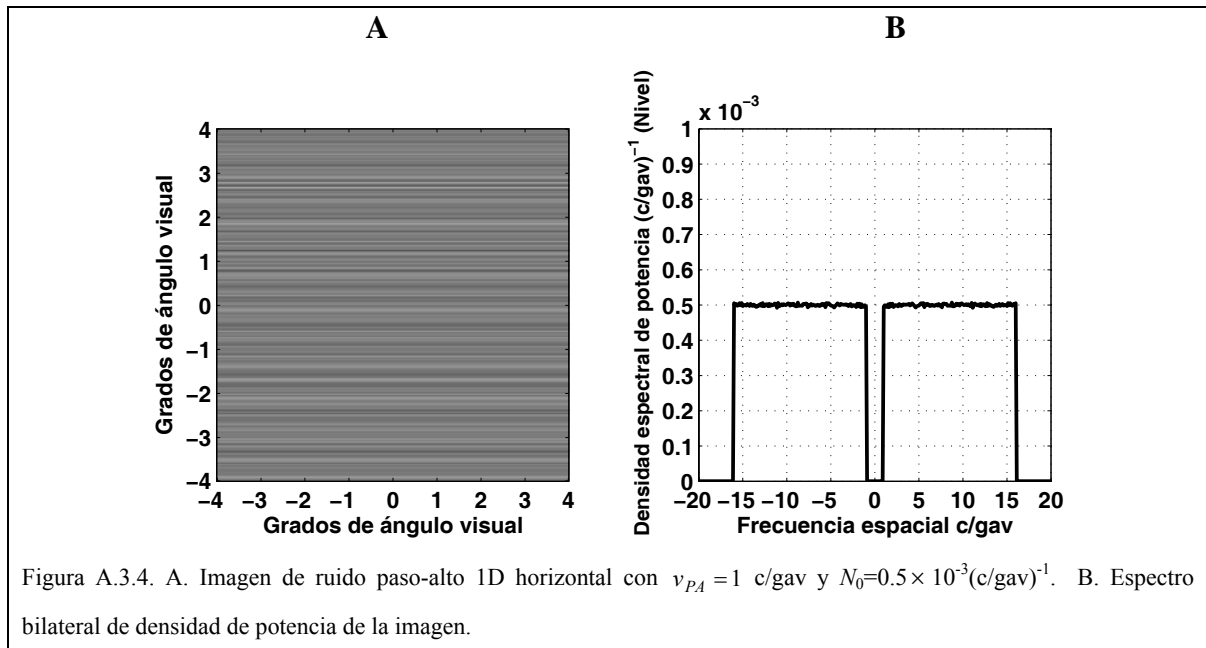 A
B
Grados de ángulo visual
4
3
2
1
0
−1
−2
−3
−4
−4 −3 −2 −1 0 1 2 3 4
Grados de ángulo visual
Densidad espectral de potencia (c/gav)⁻¹ (Nivel)
x 10⁻³
1
0.9
0.8
0.7
0.6
0.5
0.4
0.3
0.2
0.1
0
−20 −15 −10 −5 0 5 10 15 20
Frecuencia espacial c/gav
Figura A.3.4. A. Imagen de ruido paso-alto 1D horizontal con ν_PA = 1 c/gav y N₀=0.5 × 10⁻³(c/gav)⁻¹. B. Espectro
bilateral de densidad de potencia de la imagen.